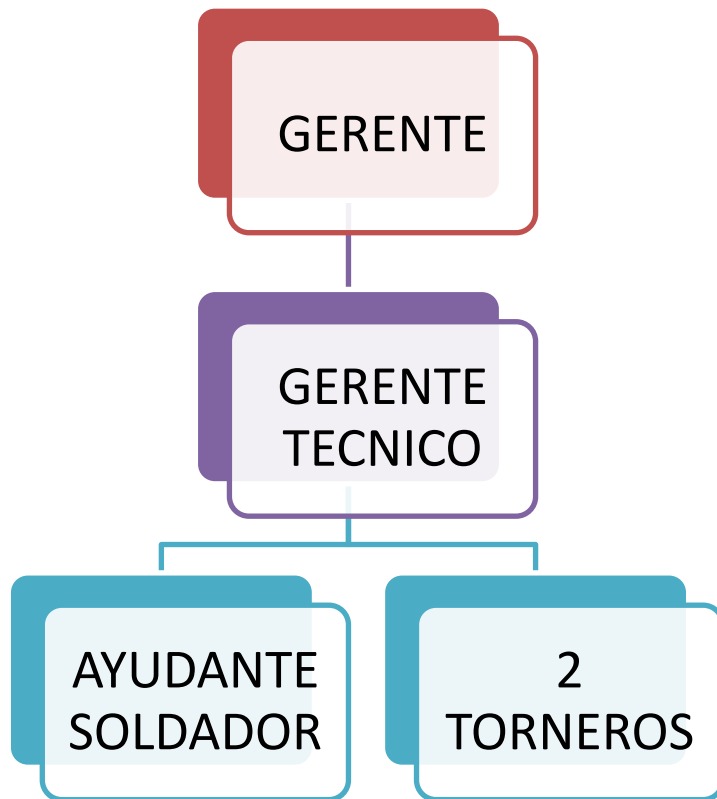 GERENTE
GERENTE
TECNICO
AYUDANTE
SOLDADOR
2
TORNEROS